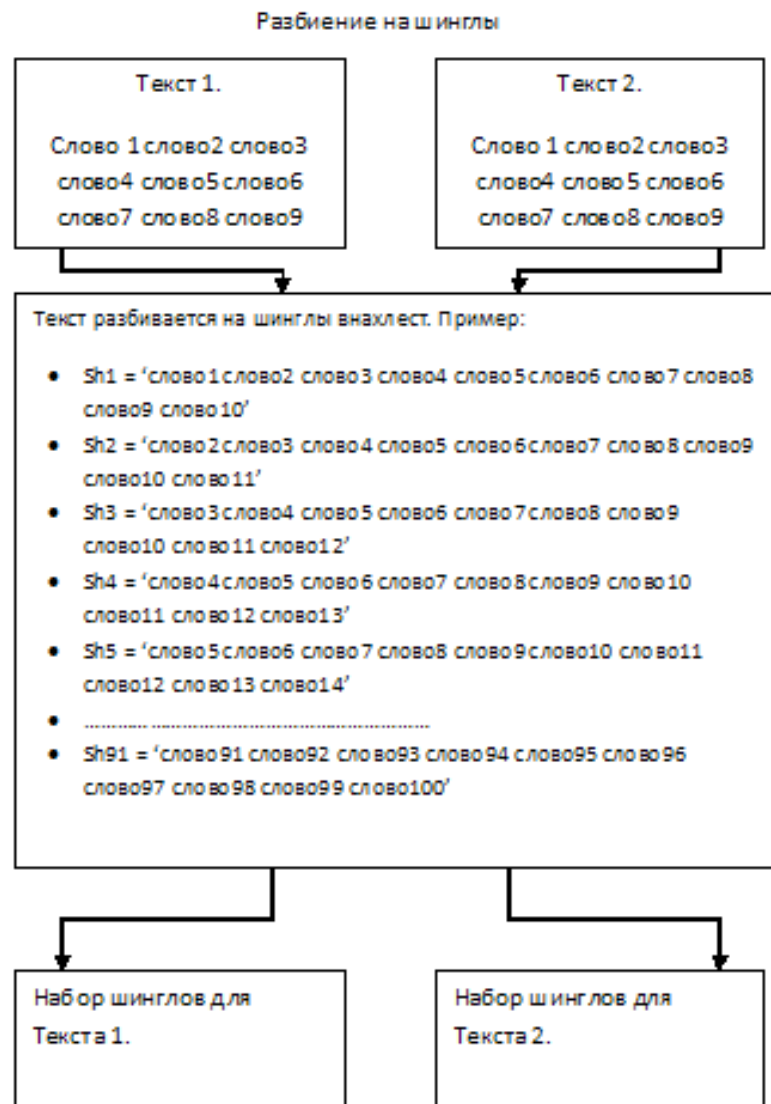 Разбиение на шинглы
Текст 1.
Слово 1 слово2 слово3
слово4 слово5 слово6
слово7 слово8 слово9
Текст 2.
Слово 1 слово2 слово3
слово4 слово5 слово6
слово7 слово8 слово9
Текст разбивается на шинглы внахлест. Пример:
• Sh1 = ‘слово1 слово2 слово3 слово4 слово5 слово6 слово7 слово8
слово9 слово10’
• Sh2 = ‘слово2 слово3 слово4 слово5 слово6 слово7 слово8 слово9
слово10 слово11’
• Sh3 = ‘слово3 слово4 слово5 слово6 слово7 слово8 слово9
слово10 слово11 слово12’
• Sh4 = ‘слово4 слово5 слово6 слово7 слово8 слово9 слово10
слово11 слово12 слово13’
• Sh5 = ‘слово5 слово6 слово7 слово8 слово9 слово10 слово11
слово12 слово13 слово14’
• ……………………………………………………
• Sh91 = ‘слово91 слово92 слово93 слово94 слово95 слово96
слово97 слово98 слово99 слово100’
Набор шинглов для
Текста 1.
Набор шинглов для
Текста 2.